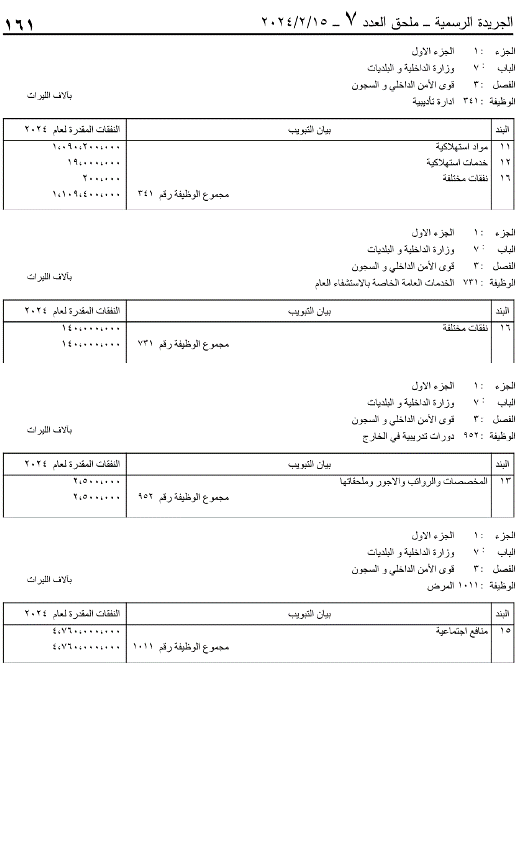 الجريدة الرسمية ــ ملحق العدد ٧ ــ ٢٠٢٤/٢/١٥ ١٦١
الجزء : ١ الجزء الاول
الباب : ٧ وزارة الداخلية و البلديات
الفصل : ٣ قوى الأمن الداخلي و السجون
الوظيفة : ٣٤١ ادارة تأديبية
بآلاف الليرات
البند بيان التبويب النفقات المقدرة لعام ٢٠٢٤
١١ مواد استهلاكية ١،٠٩٠،٢٠٠،٠٠٠
١٢ خدمات استهلاكية ١٩،٠٠٠،٠٠٠
١٦ نفقات مختلفة ٢٠٠،٠٠٠
مجموع الوظيفة رقم ٣٤١ ١،١٠٩،٤٠٠،٠٠٠
الجزء : ١ الجزء الاول
الباب : ٧ وزارة الداخلية و البلديات
الفصل : ٣ قوى الأمن الداخلي و السجون
الوظيفة : ٧٣١ الخدمات العامة الخاصة بالاستشفاء العام
بآلاف الليرات
البند بيان التبويب النفقات المقدرة لعام ٢٠٢٤
١٦ نفقات مختلفة ١٤٠،٠٠٠،٠٠٠
مجموع الوظيفة رقم ٧٣١ ١٤٠،٠٠٠،٠٠٠
الجزء : ١ الجزء الاول
الباب : ٧ وزارة الداخلية و البلديات
الفصل : ٣ قوى الأمن الداخلي و السجون
الوظيفة : ٩٥٢ دورات تدريبية في الخارج
بآلاف الليرات
البند بيان التبويب النفقات المقدرة لعام ٢٠٢٤
١٣ المخصصات والرواتب والاجور وملحقاتها ٢،٥٠٠،٠٠٠
مجموع الوظيفة رقم ٩٥٢ ٢،٥٠٠،٠٠٠
الجزء : ١ الجزء الاول
الباب : ٧ وزارة الداخلية و البلديات
الفصل : ٣ قوى الأمن الداخلي و السجون
الوظيفة : ١٠١١ المرض
بآلاف الليرات
البند بيان التبويب النفقات المقدرة لعام ٢٠٢٤
١٥ منافع اجتماعية ٤،٧٦٠،٠٠٠،٠٠٠
مجموع الوظيفة رقم ١٠١١ ٤،٧٦٠،٠٠٠،٠٠٠